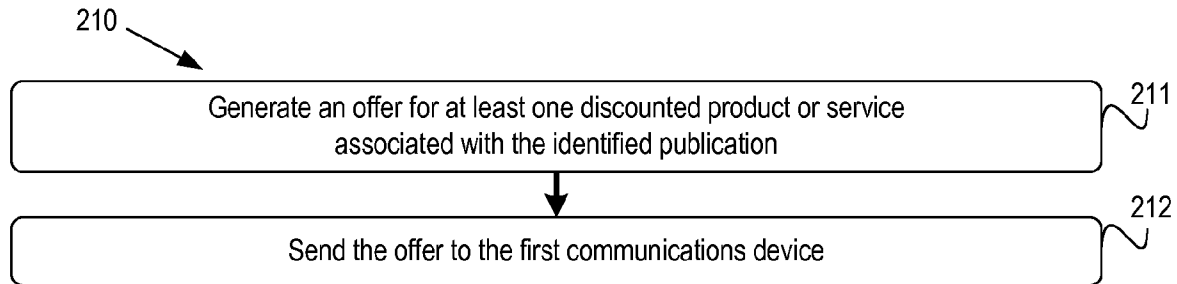 210
Generate an offer for at least one discounted product or service
associated with the identified publication
211
Send the offer to the first communications device
212